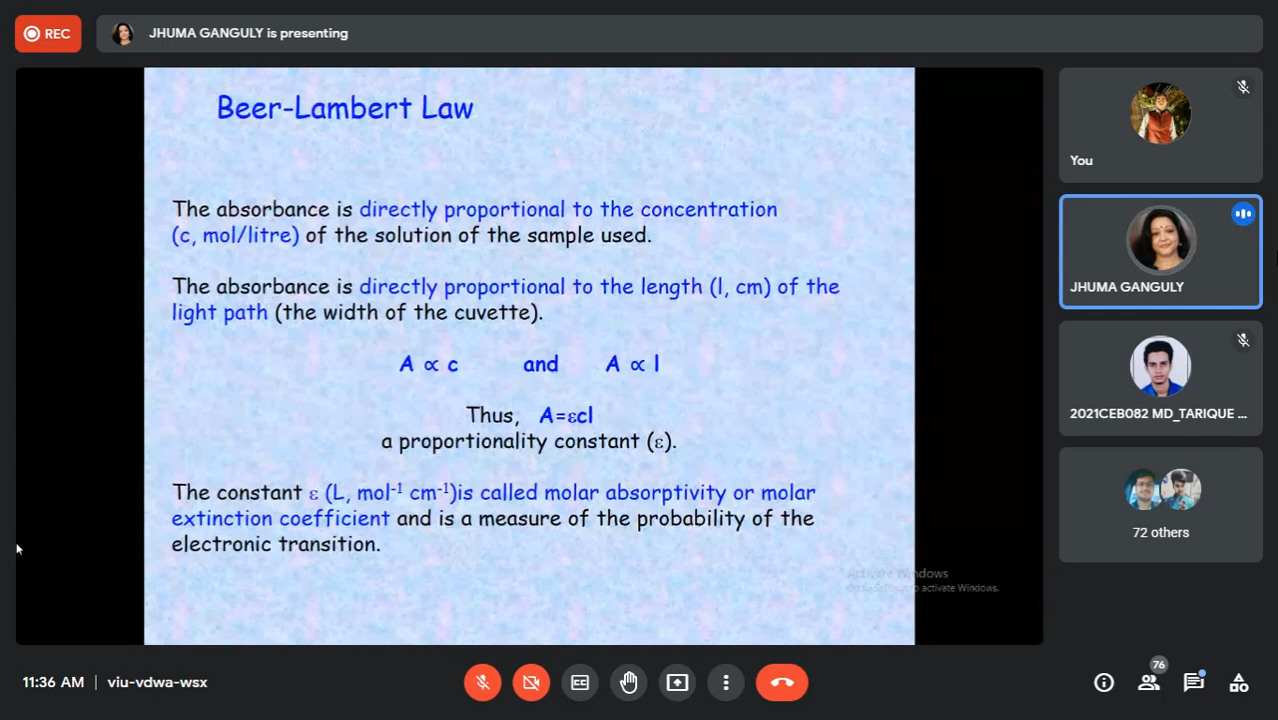 REC
JHUMA GANGULY is presenting
Beer-Lambert Law
The absorbance is directly proportional to the concentration
(c, mol/litre) of the solution of the sample used.
The absorbance is directly proportional to the length (l, cm) of the
light path (the width of the cuvette).
A ∝ c and A ∝ l
Thus, A=εcl
a proportionality constant (ε).
The constant ε (L, mol⁻¹ cm⁻¹)is called molar absorptivity or molar
extinction coefficient and is a measure of the probability of the
electronic transition.
Activate Windows
to activate Windows.
You
JHUMA GANGULY
2021CEB082 MD_TARIQUE ...
72 others
11:36 AM | viu-vdwa-wsx
CC
76